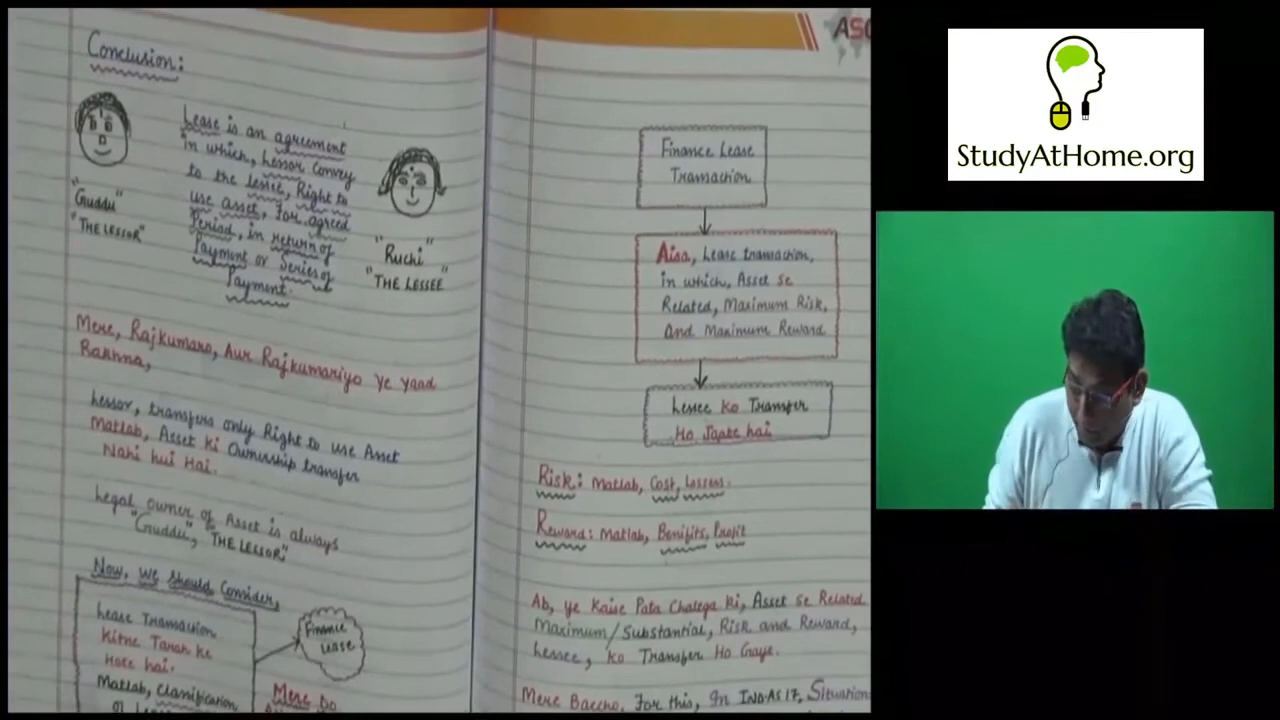 Conclusion:
Lease is an agreement
in which, Lessor Convey
to the lessee, Right to
use asset, For agreed
Period, in return of
Payment or Series of
Payment.
"Guddu"
"THE LESSOR"
"Ruchi"
"THE LESSEE"
Mere, Rajkumaro, Aur Rajkumariyo ye yaad
Rakhna,
Lessor, transfers only Right to use Asset
Matlab, Asset ki Ownership transfer
Nahi hui Hai.
Legal owner of Asset is always
"Guddu", "THE LESSOR"
Now, we should Consider,
Lease Transaction
Kitne Tarah ke
Hote hai.
Matlab, Classification
Finance
Lease
Mere Do
ASC
Finance Lease
Transaction
Aisa, Lease transaction,
in which, Asset se
Related, Maximum Risk,
And Maximum Reward
Lessee ko Transfer
Ho Jaate hai
Risk: Matlab, Cost, Losses.
Reward: Matlab, Benifits, Profit
Ab, ye Kaise Pata Chalega ki, Asset se Related
Maximum/Substantial, Risk and Reward,
Lessee, ko Transfer Ho Gaye.
Mere Baccho, For this, In IND-AS 17, Situation
StudyAtHome.org